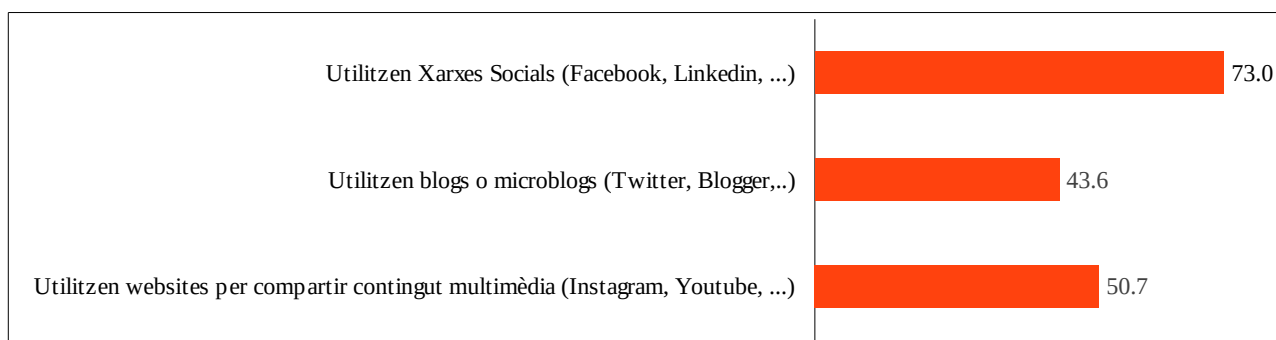 Utilitzen Xarxes Socials (Facebook, Linkedin, ...) 73.0
Utilitzen blogs o microblogs (Twitter, Blogger,..) 43.6
Utilitzen websites per compartir contingut multimèdia (Instagram, Youtube, ...) 50.7